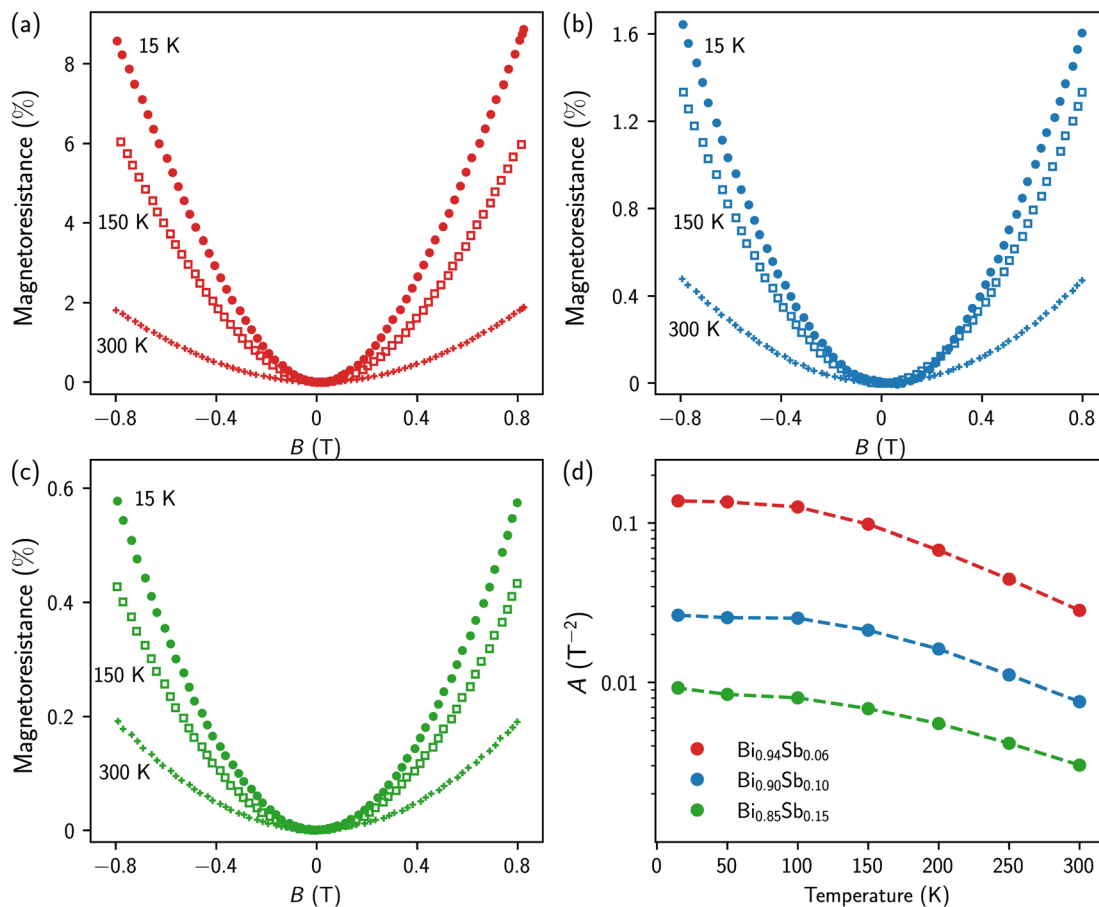 (a)
15 K
150 K
300 K
8
6
4
2
0
Magnetoresistance (%)
−0.8
−0.4
0
0.4
0.8
B (T)
(b)
15 K
150 K
300 K
1.6
1.2
0.8
0.4
0
Magnetoresistance (%)
−0.8
−0.4
0
0.4
0.8
B (T)
(c)
15 K
150 K
300 K
0.6
0.4
0.2
0
Magnetoresistance (%)
−0.8
−0.4
0
0.4
0.8
B (T)
(d)
0.1
0.01
A (T⁻²)
Bi₀.₉₄Sb₀.₀₆
Bi₀.₉₀Sb₀.₁₀
Bi₀.₈₅Sb₀.₁₅
0
50
100
150
200
250
300
Temperature (K)